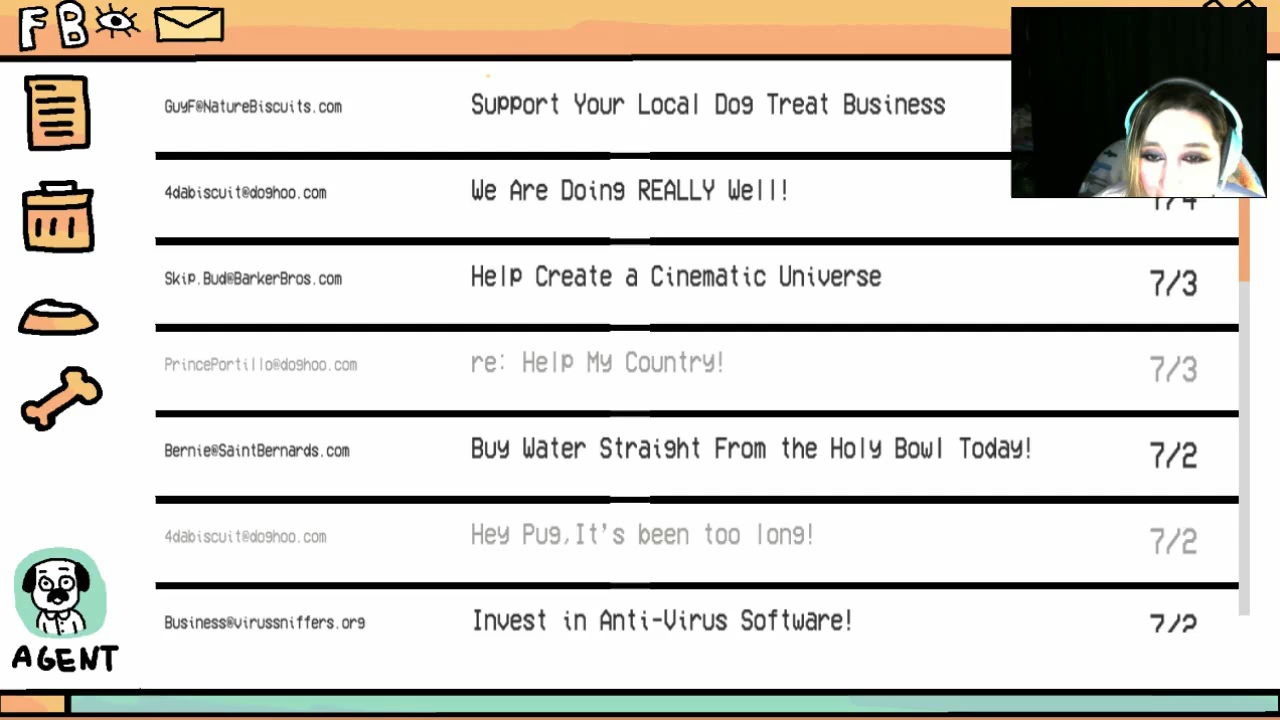 FB
GuyF@NatureBiscuits.com Support Your Local Dog Treat Business
4dabiscuit@doghoo.com We Are Doing REALLY Well!
Skip.Bud@BarkerBros.com Help Create a Cinematic Universe 7/3
PrincePortillo@doghoo.com re: Help My Country! 7/3
Bernie@SaintBernards.com Buy Water Straight From the Holy Bowl Today! 7/2
4dabiscuit@doghoo.com Hey Pug,It's been too long! 7/2
Business@virussniffers.org Invest in Anti-Virus Software! 7/2
AGENT